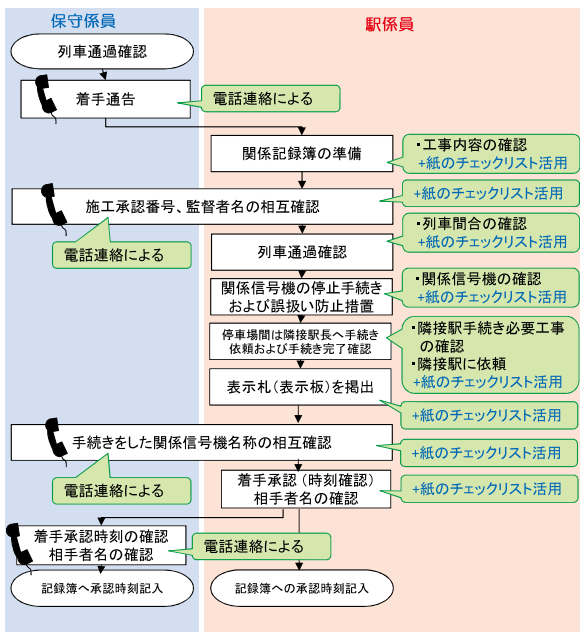 保守係員
駅係員
列車通過確認
着手通告
電話連絡による
関係記録簿の準備
・工事内容の確認
+紙のチェックリスト活用
施工承認番号、監督者名の相互確認
+紙のチェックリスト活用
電話連絡による
列車通過確認
・列車間合の確認
+紙のチェックリスト活用
関係信号機の停止手続き
および誤扱い防止措置
・関係信号機の確認
+紙のチェックリスト活用
停車場間は隣接駅長へ手続き
依頼および手続き完了確認
・隣接駅手続き必要工事
の確認
・隣接駅に依頼
+紙のチェックリスト活用
表示札（表示板）を掲出
+紙のチェックリスト活用
手続きをした関係信号機名称の相互確認
+紙のチェックリスト活用
電話連絡による
着手承認（時刻確認）
相手者名の確認
+紙のチェックリスト活用
着手承認時刻の確認
相手者名の確認
電話連絡による
記録簿へ承認時刻記入
記録簿への承認時刻記入